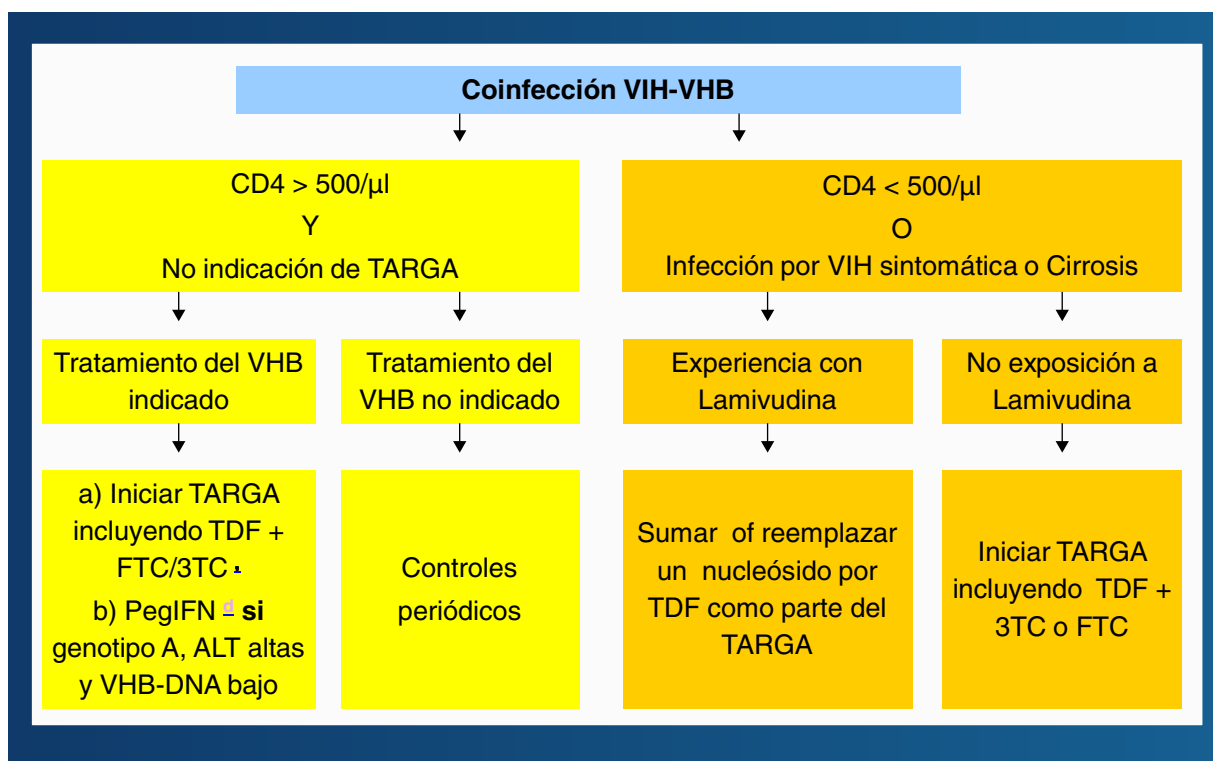 Coinfección VIH-VHB
CD4 > 500/µl
Y
No indicación de TARGA
CD4 < 500/µl
O
Infección por VIH sintomática o Cirrosis
Tratamiento del VHB
indicado
Tratamiento del
VHB no indicado
Experiencia con
Lamivudina
No exposición a
Lamivudina
a) Iniciar TARGA
incluyendo TDF +
FTC/3TC
b) PegIFN d si
genotipo A, ALT altas
y VHB-DNA bajo
Controles
periódicos
Sumar of reemplazar
un nucleósido por
TDF como parte del
TARGA
Iniciar TARGA
incluyendo TDF +
3TC o FTC